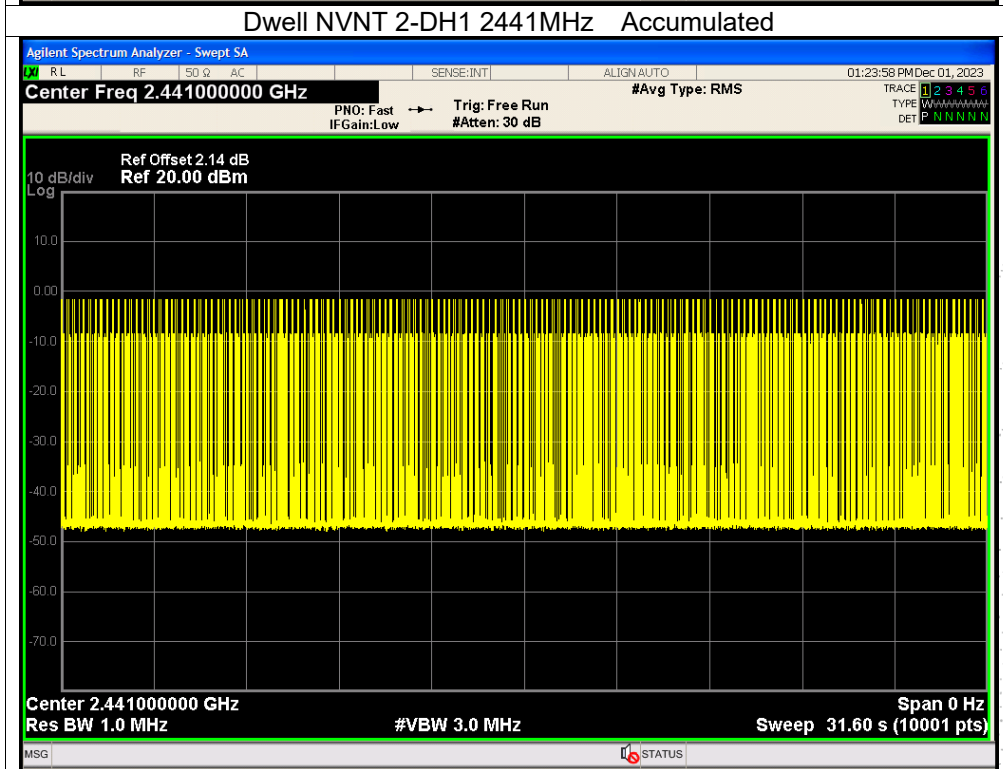 Dwell NVNT 2-DH1 2441MHz Accumulated
Agilent Spectrum Analyzer - Swept SA
LXI RL RF 50 Ω AC SENSE:INT ALIGN AUTO 01:23:58 PM Dec 01, 2023
Center Freq 2.441000000 GHz #Avg Type: RMS TRACE 1 2 3 4 5 6
PNO: Fast Trig: Free Run TYPE WWWWWW
IFGain:Low #Atten: 30 dB DET P N N N N N
Ref Offset 2.14 dB
10 dB/div Ref 20.00 dBm
Log
10.0
0.00
-10.0
-20.0
-30.0
-40.0
-50.0
-60.0
-70.0
Center 2.441000000 GHz Span 0 Hz
Res BW 1.0 MHz #VBW 3.0 MHz Sweep 31.60 s (10001 pts)
MSG STATUS